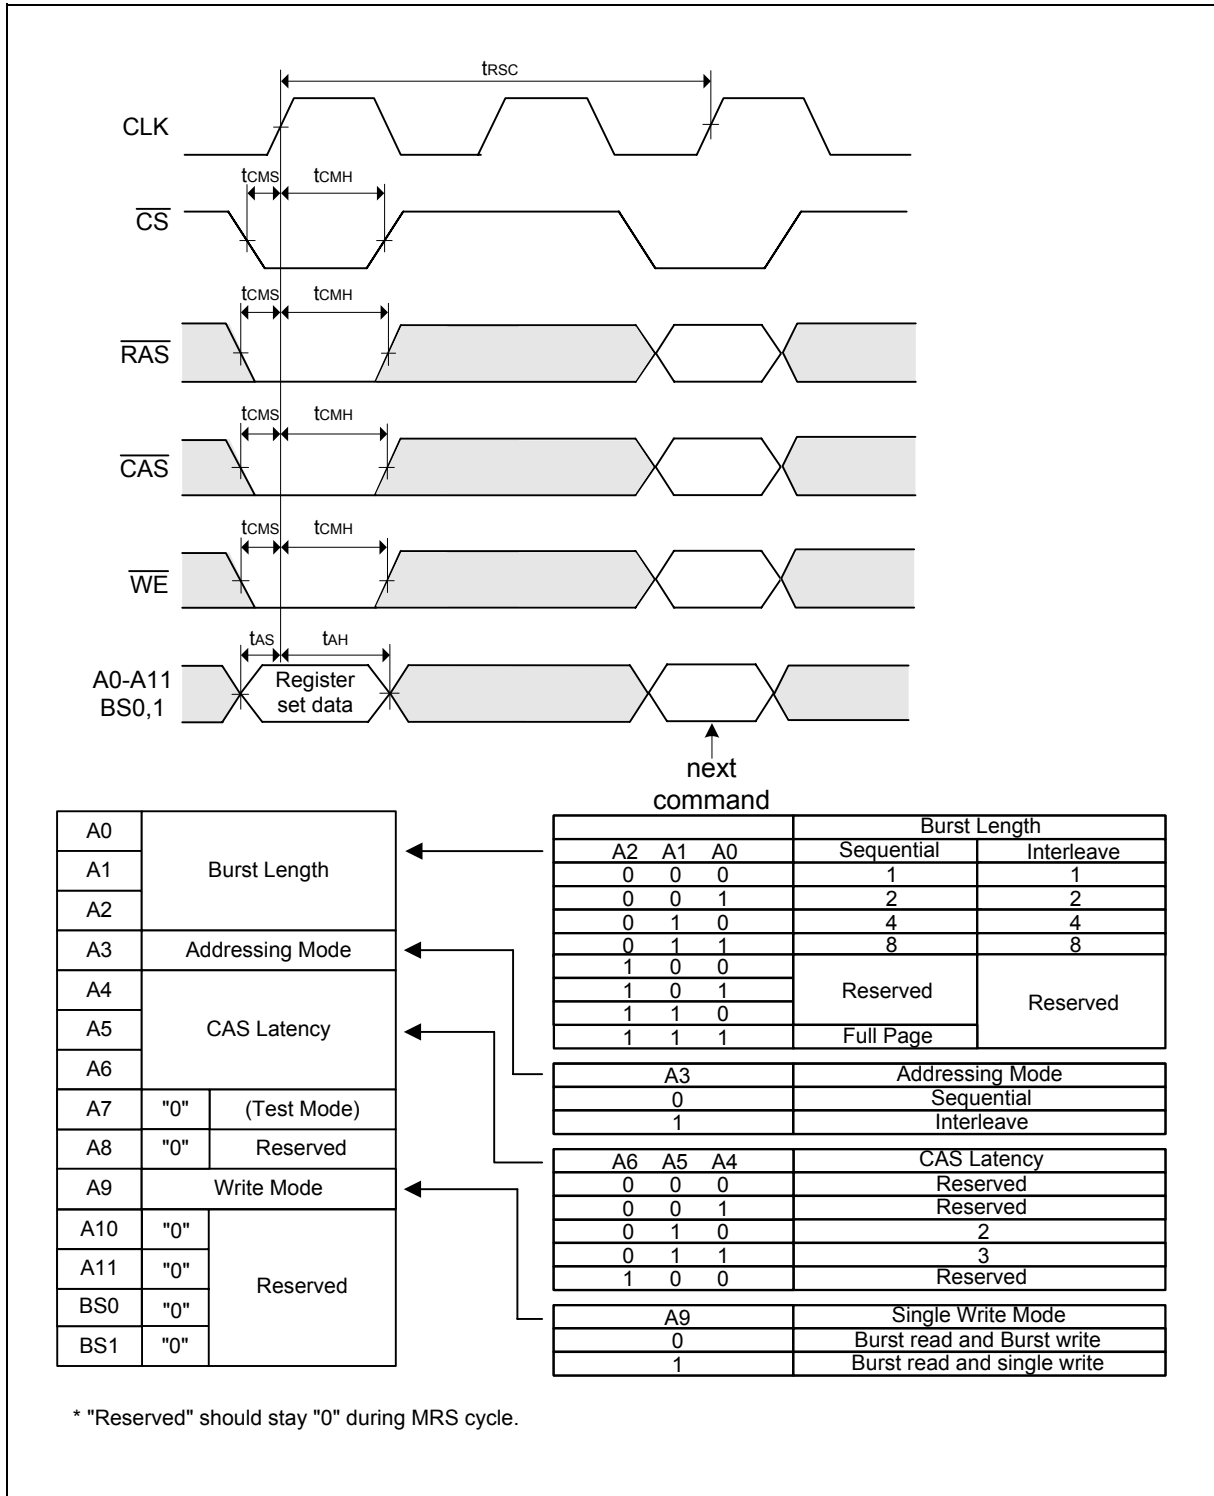 tRSC
CLK
tCMS tCMH
CS
tCMS tCMH
RAS
tCMS tCMH
CAS
tCMS tCMH
WE
tAS tAH
A0-A11
BS0,1
Register
set data
next
command
A0
A1
A2
Burst Length
A3 Addressing Mode
A4
A5
A6
CAS Latency
A7 "0" (Test Mode)
A8 "0" Reserved
A9 Write Mode
A10 "0"
A11 "0"
BS0 "0"
BS1 "0"
Reserved
Burst Length
A2 A1 A0 Sequential Interleave
0 0 0 1 1
0 0 1 2 2
0 1 0 4 4
0 1 1 8 8
1 0 0
1 0 1 Reserved Reserved
1 1 0
1 1 1 Full Page
A3 Addressing Mode
0 Sequential
1 Interleave
A6 A5 A4 CAS Latency
0 0 0 Reserved
0 0 1 Reserved
0 1 0 2
0 1 1 3
1 0 0 Reserved
A9 Single Write Mode
0 Burst read and Burst write
1 Burst read and single write
* "Reserved" should stay "0" during MRS cycle.